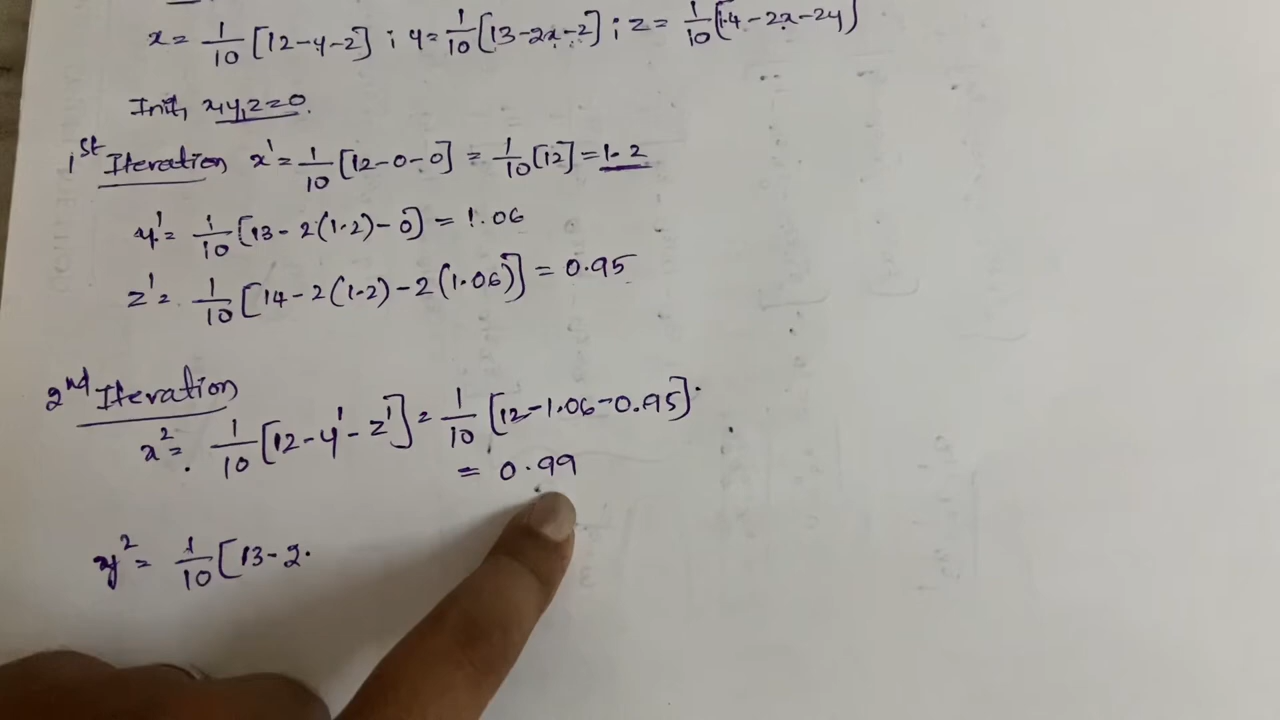 x = 1/10 [12-y-z] ; y = 1/10 [13-2x-z] ; z = 1/10 [14-2x-2y]
Init, x,y,z=0.
1st Iteration x¹ = 1/10 [12-0-0] = 1/10 [12] = 1.2
y¹ = 1/10 [13-2(1.2)-0] = 1.06
z¹ = 1/10 [14-2(1.2)-2(1.06)] = 0.95
2nd Iteration
x² = 1/10 [12-y¹-z¹] = 1/10 [12-1.06-0.95]
= 0.99
y² = 1/10 [13-2.